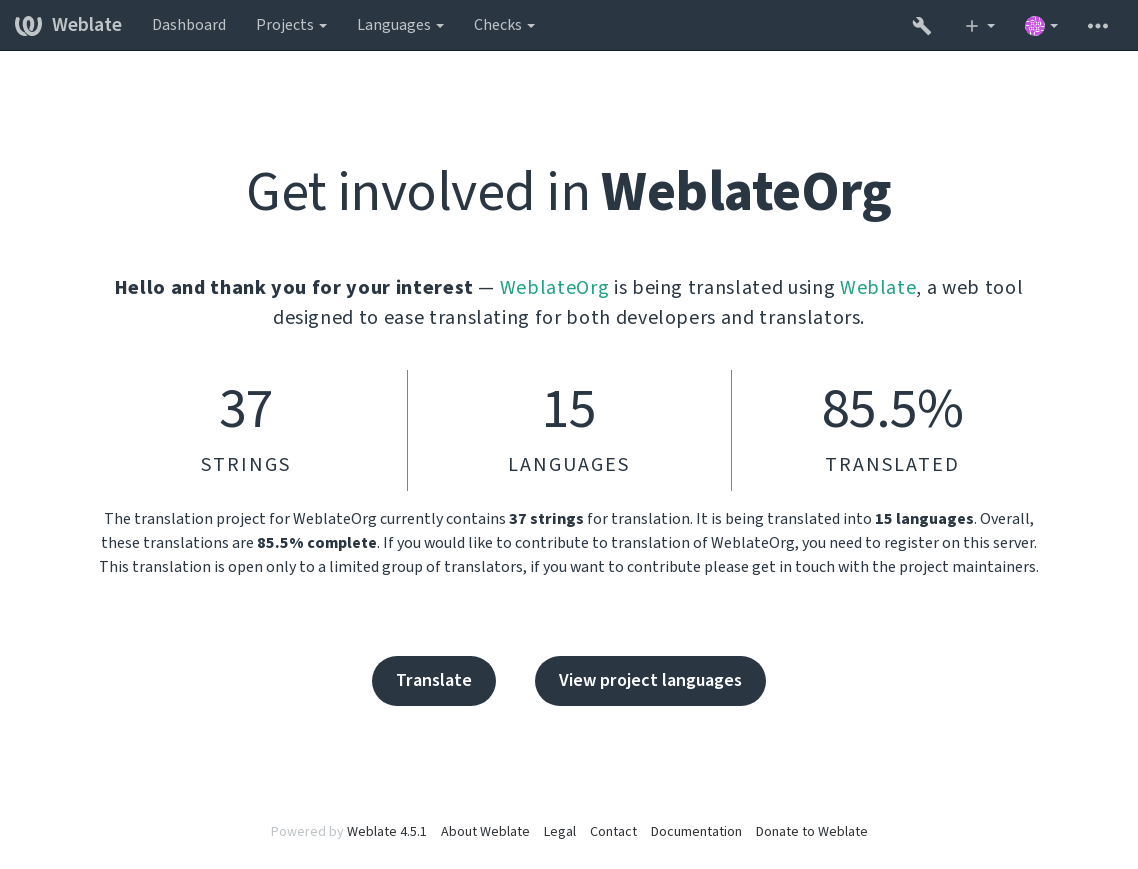 Weblate Dashboard Projects Languages Checks
Get involved in WeblateOrg
Hello and thank you for your interest — WeblateOrg is being translated using Weblate, a web tool
designed to ease translating for both developers and translators.
37 15 85.5%
STRINGS LANGUAGES TRANSLATED
The translation project for WeblateOrg currently contains 37 strings for translation. It is being translated into 15 languages. Overall,
these translations are 85.5% complete. If you would like to contribute to translation of WeblateOrg, you need to register on this server.
This translation is open only to a limited group of translators, if you want to contribute please get in touch with the project maintainers.
Translate View project languages
Powered by Weblate 4.5.1 About Weblate Legal Contact Documentation Donate to Weblate